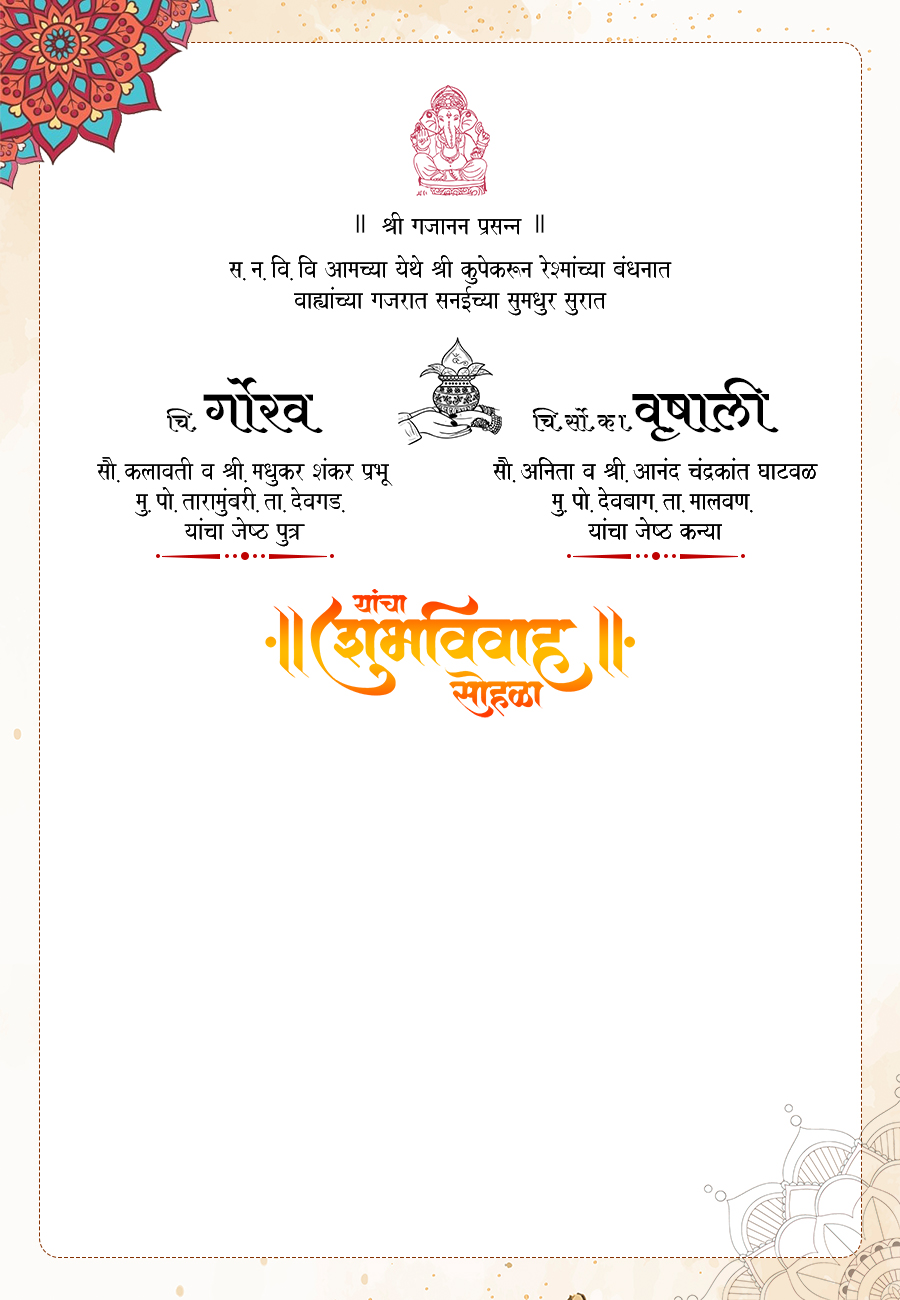 ॥ श्री गजानन प्रसन्न ॥
स. न. वि. वि आमच्या येथे श्री कुपेकरून रेश्मांच्या बंधनात
वाह्यांच्या गजरात सनईच्या सुमधुर सुरात
चि. गौरव
चि. सौ. का. वृषाली
सौ. कलावती व श्री. मधुकर शंकर प्रभू
मु. पो. तारामुंबरी. ता. देवगड.
यांचा जेष्ठ पुत्र
सौ. अनिता व श्री. आनंद चंद्रकांत घाटवळ
मु. पो. देवबाग. ता. मालवण.
यांचा जेष्ठ कन्या
यांचा
॥ शुभविवाह ॥
सोहळा